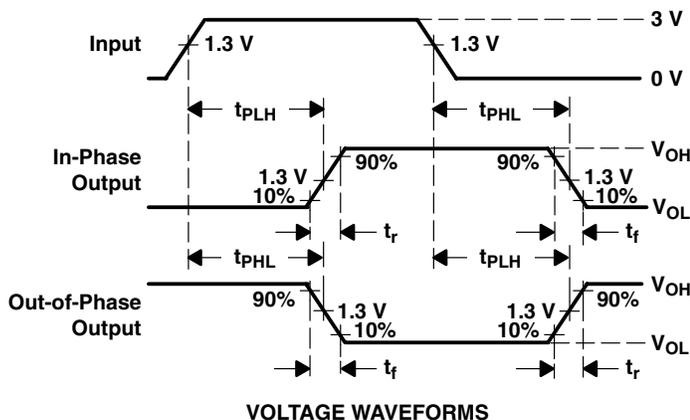 3 V
Input 1.3 V 1.3 V
0 V
tPLH tPHL
In-Phase
Output
90% 90% VOH
1.3 V 1.3 V
10% 10%
VOL
tr tf
tPHL tPLH
Out-of-Phase
Output
90% 90% VOH
1.3 V 1.3 V
10% 10%
VOL
tf tr
VOLTAGE WAVEFORMS